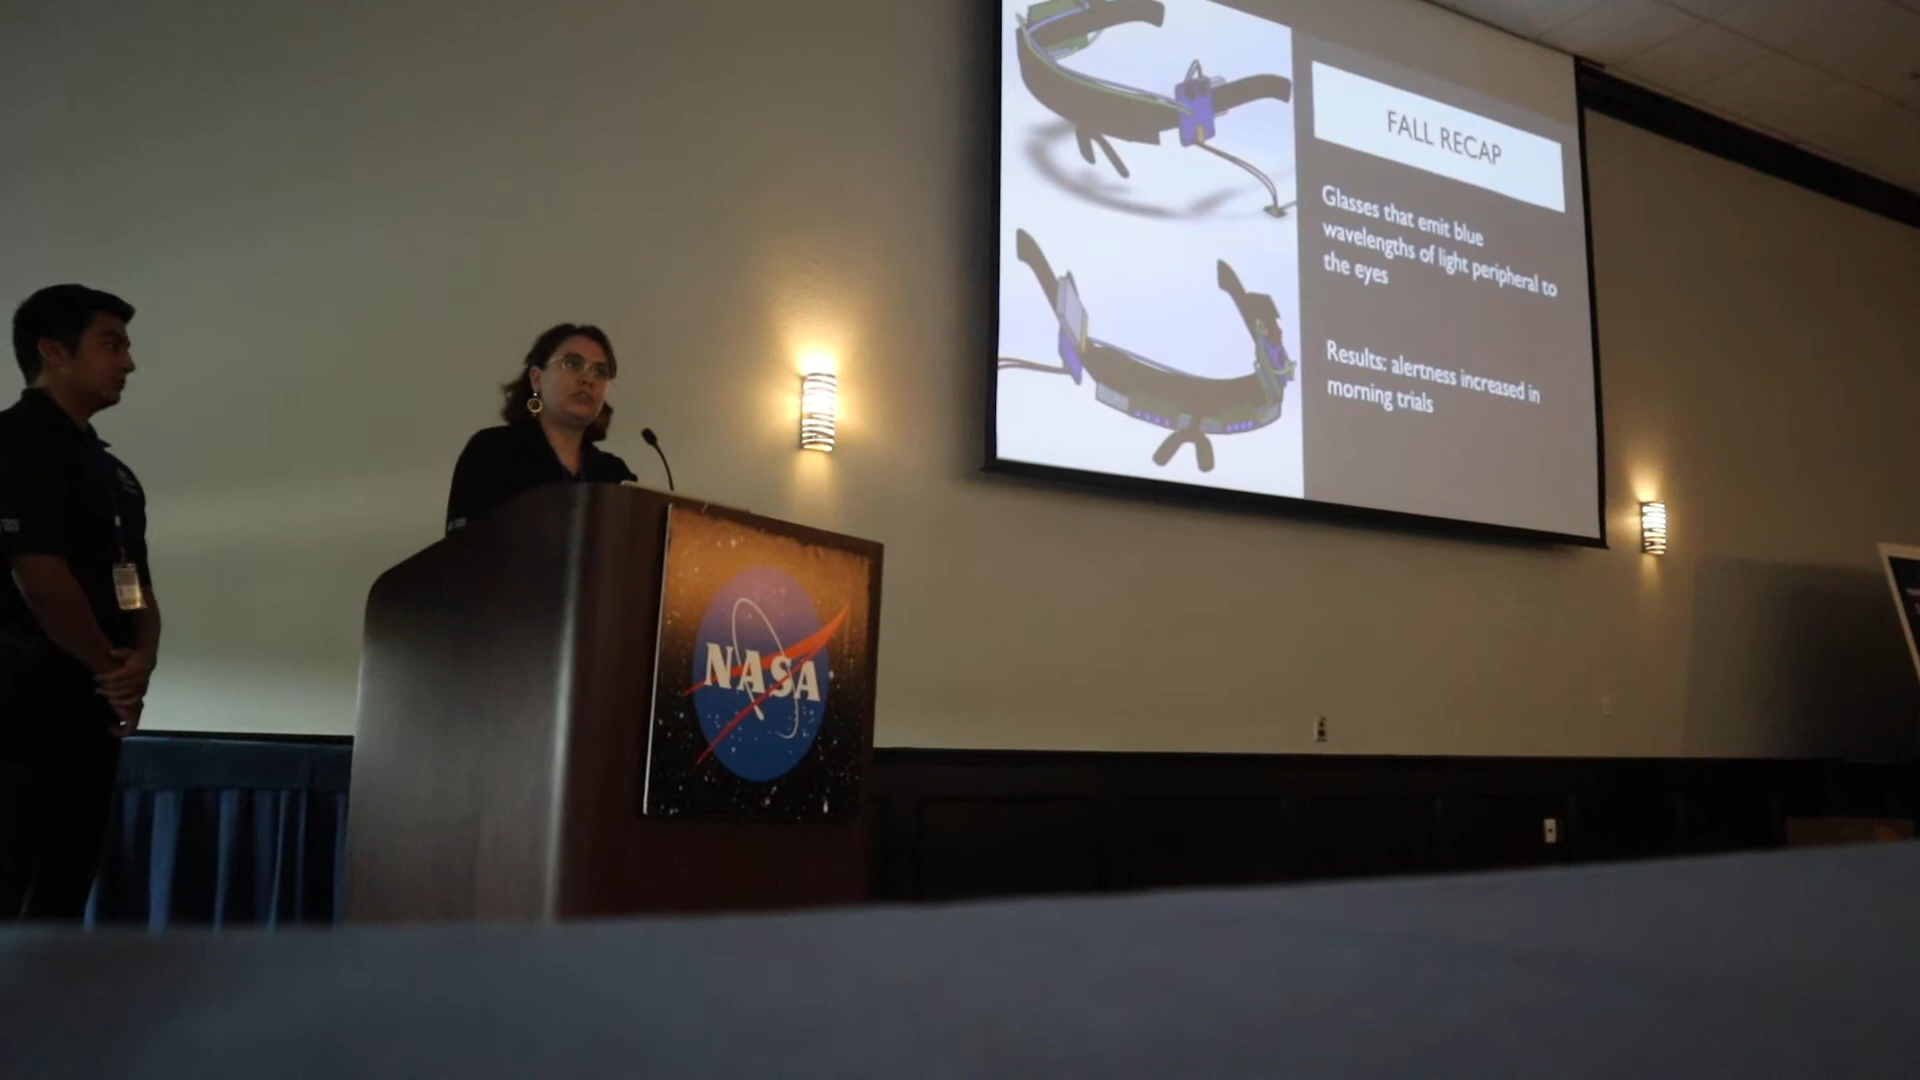 FALL RECAP
Glasses that emit blue
wavelengths of light peripheral to
the eyes
Results: alertness increased in
morning trials
NASA